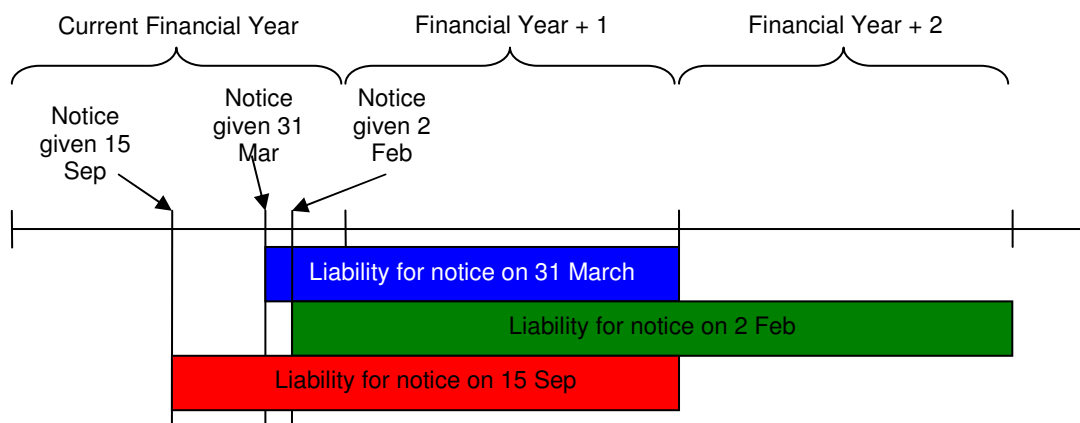 Current Financial Year
Financial Year + 1
Financial Year + 2
Notice
given 15
Sep
Notice
given 31
Mar
Notice
given 2
Feb
Liability for notice on 31 March
Liability for notice on 2 Feb
Liability for notice on 15 Sep